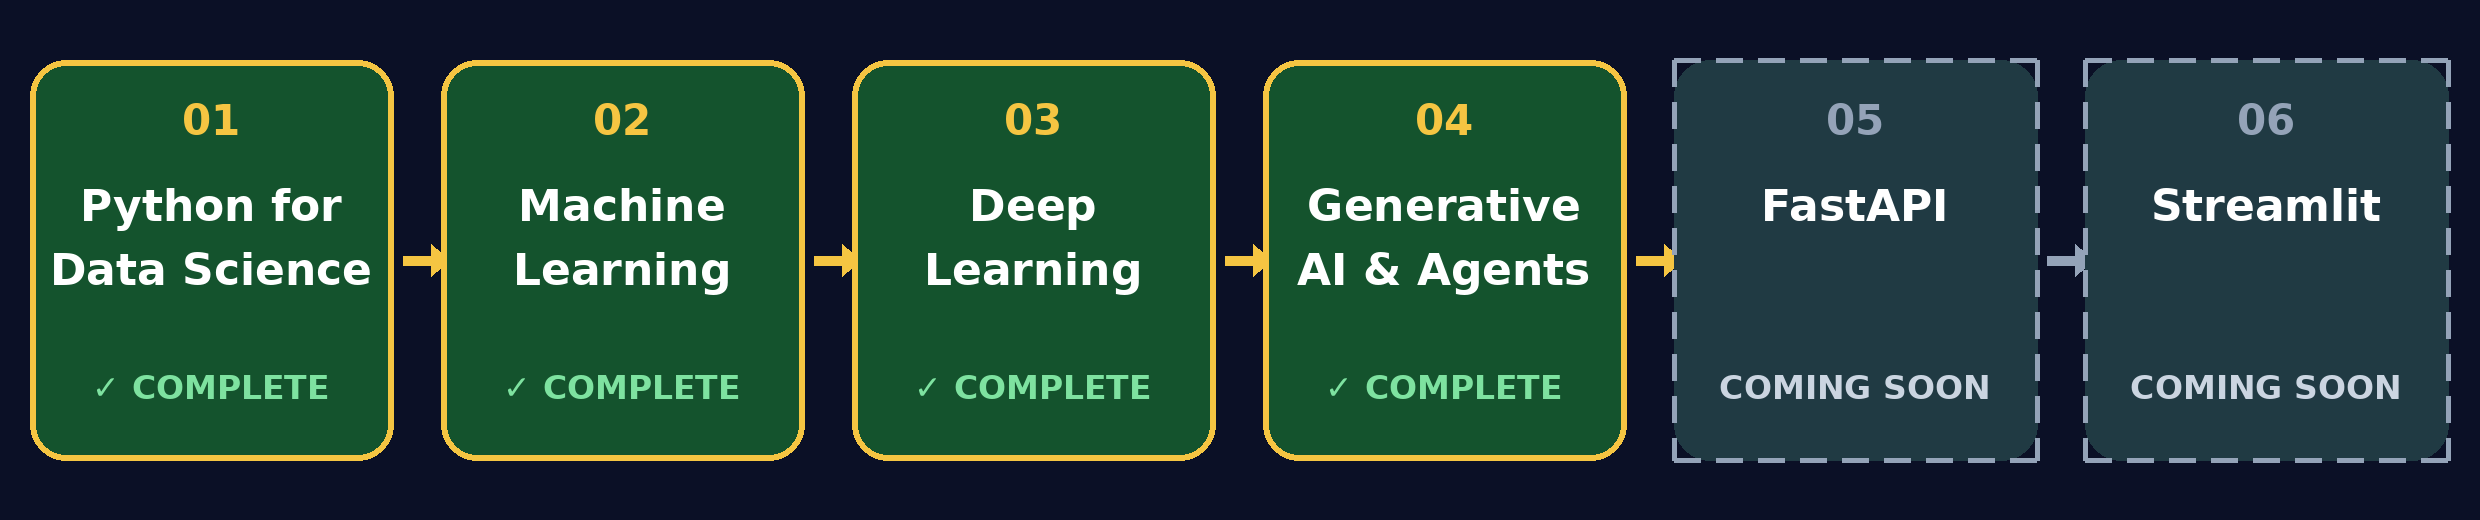 01
Python for
Data Science
✓ COMPLETE
02
Machine
Learning
✓ COMPLETE
03
Deep
Learning
✓ COMPLETE
04
Generative
AI & Agents
✓ COMPLETE
05
FastAPI
COMING SOON
06
Streamlit
COMING SOON